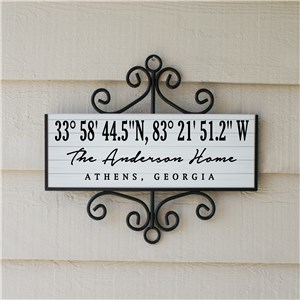 33° 58' 44.5"N, 83° 21' 51.2" W
The Anderson Home
ATHENS, GEORGIA